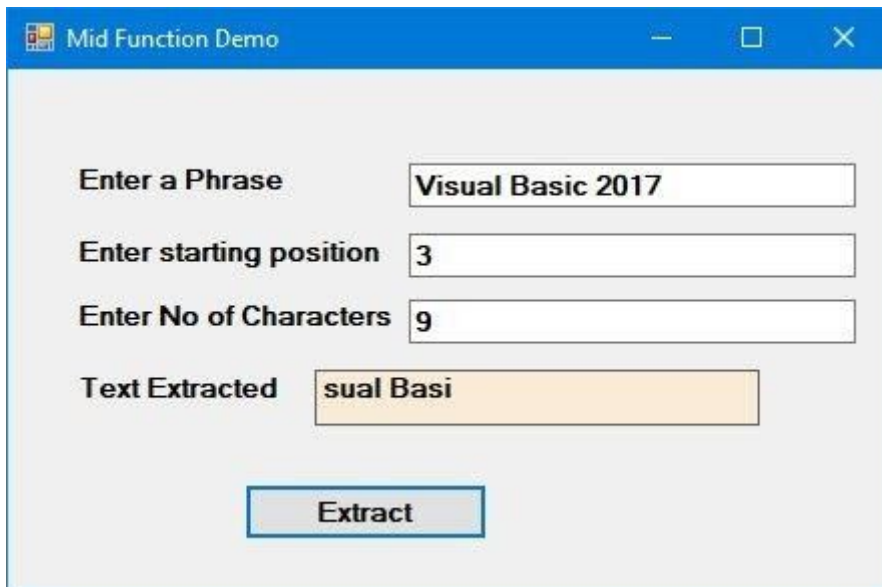 Mid Function Demo
Enter a Phrase Visual Basic 2017
Enter starting position 3
Enter No of Characters 9
Text Extracted sual Basi
Extract